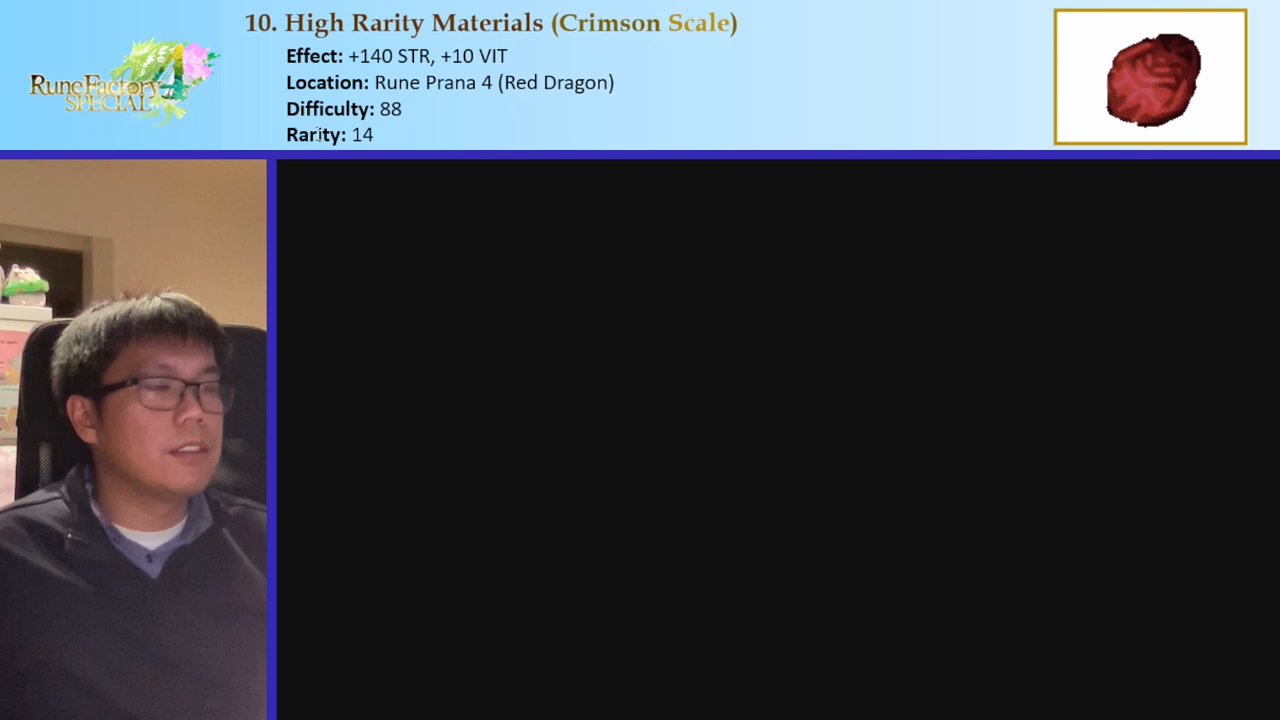 10. High Rarity Materials (Crimson Scale)
Effect: +140 STR, +10 VIT
Location: Rune Prana 4 (Red Dragon)
Difficulty: 88
Rarity: 14
Rune Factory 4
SPECIAL